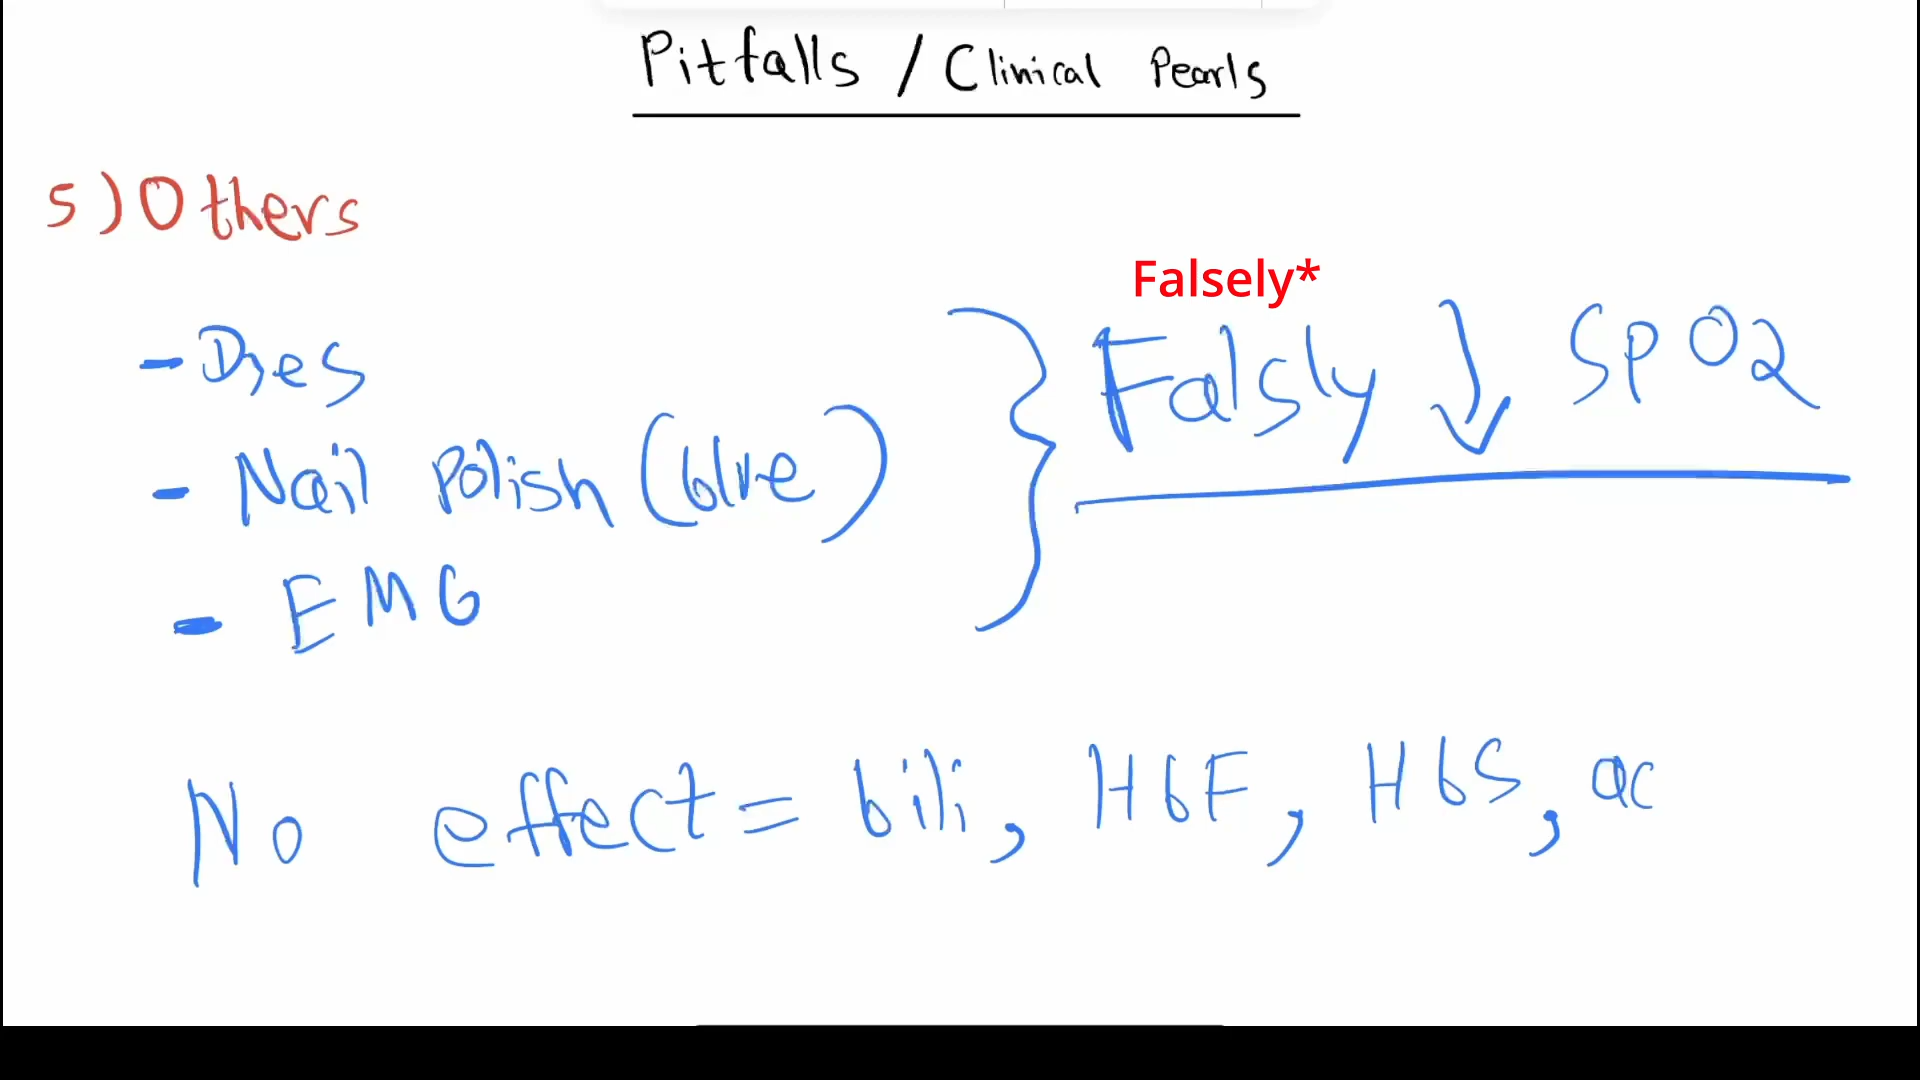 Pitfalls / Clinical Pearls
5) Others
Falsely*
- Dyes
Falsly ↓ SpO2
- Nail Polish (blue)
- EMG
No effect = bili, HbF, HbS, ac